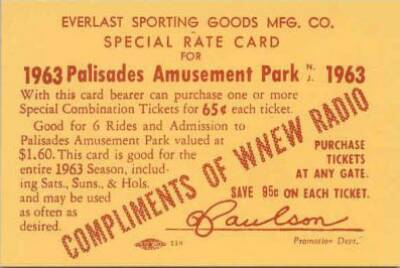 EVERLAST SPORTING GOODS MFG. CO.
SPECIAL RATE CARD
FOR
1963 Palisades Amusement Park N. J. 1963
With this card bearer can purchase one or more
Special Combination Tickets for 65¢ each ticket.
Good for 6 Rides and Admission to
Palisades Amusement Park valued at
$1.60. This card is good for the
entire 1963 Season, includ-
ing Sats., Suns., & Hols.
and may be used
as often as
desired.
COMPLIMENTS OF WNEW RADIO
PURCHASE
TICKETS
AT ANY GATE.
SAVE 95¢ ON EACH TICKET.
Paulson
Promotion Dept.